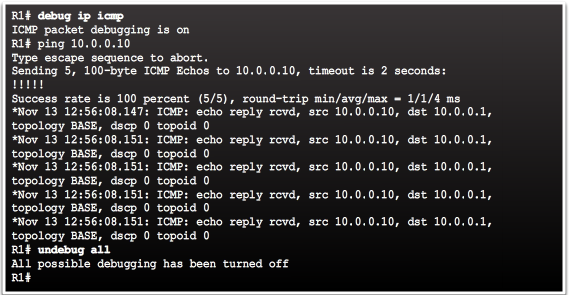 R1# debug ip icmp
ICMP packet debugging is on
R1# ping 10.0.0.10
Type escape sequence to abort.
Sending 5, 100-byte ICMP Echos to 10.0.0.10, timeout is 2 seconds:
!!!!!
Success rate is 100 percent (5/5), round-trip min/avg/max = 1/1/4 ms
*Nov 13 12:56:08.147: ICMP: echo reply rcvd, src 10.0.0.10, dst 10.0.0.1,
topology BASE, dscp 0 topoid 0
*Nov 13 12:56:08.151: ICMP: echo reply rcvd, src 10.0.0.10, dst 10.0.0.1,
topology BASE, dscp 0 topoid 0
*Nov 13 12:56:08.151: ICMP: echo reply rcvd, src 10.0.0.10, dst 10.0.0.1,
topology BASE, dscp 0 topoid 0
*Nov 13 12:56:08.151: ICMP: echo reply rcvd, src 10.0.0.10, dst 10.0.0.1,
topology BASE, dscp 0 topoid 0
*Nov 13 12:56:08.151: ICMP: echo reply rcvd, src 10.0.0.10, dst 10.0.0.1,
topology BASE, dscp 0 topoid 0
R1# undebug all
All possible debugging has been turned off
R1#